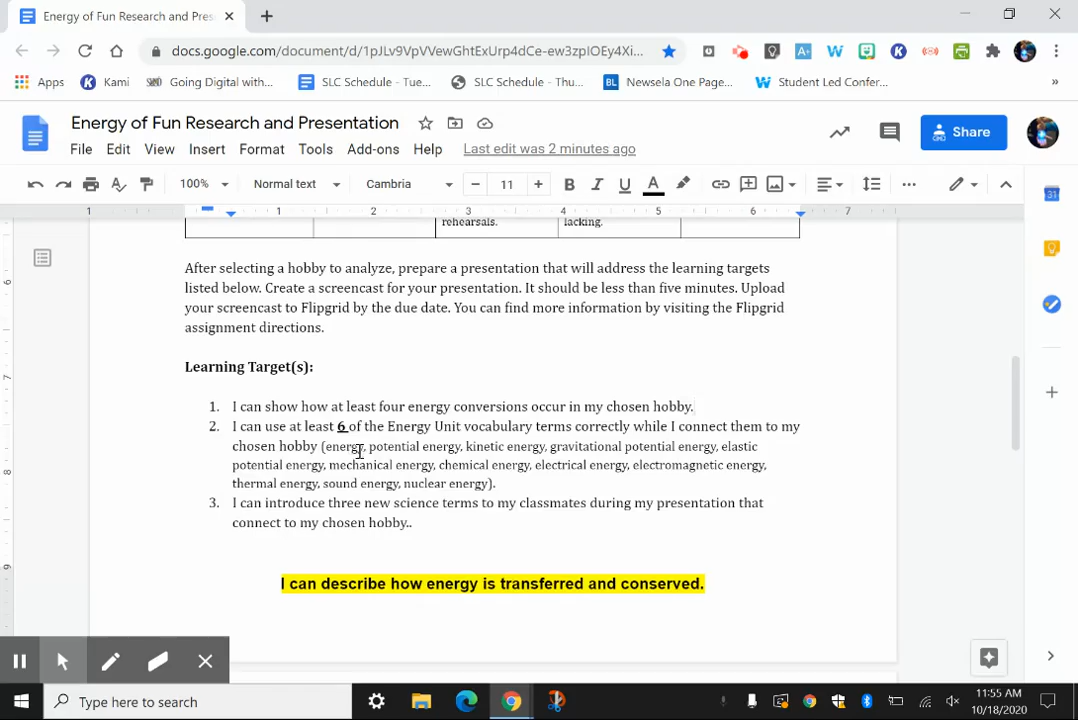 Energy of Fun Research and Pres
docs.google.com/document/d/1pJLv9VpVVewGhtExUrp4dCe-ew3zpIOEy4Xi...
Apps Kami Going Digital with... SLC Schedule - Tue... SLC Schedule - Thu... BL Newsela One Page... Student Led Confer... »
Energy of Fun Research and Presentation
Share
File Edit View Insert Format Tools Add-ons Help Last edit was 2 minutes ago
100% Normal text Cambria 11 B I U A
1 1 2 3 4 5 6 7
rehearsals. lacking.
After selecting a hobby to analyze, prepare a presentation that will address the learning targets
listed below. Create a screencast for your presentation. It should be less than five minutes. Upload
your screencast to Flipgrid by the due date. You can find more information by visiting the Flipgrid
assignment directions.
Learning Target(s):
1. I can show how at least four energy conversions occur in my chosen hobby.
2. I can use at least 6 of the Energy Unit vocabulary terms correctly while I connect them to my
chosen hobby (energy, potential energy, kinetic energy, gravitational potential energy, elastic
potential energy, mechanical energy, chemical energy, electrical energy, electromagnetic energy,
thermal energy, sound energy, nuclear energy).
3. I can introduce three new science terms to my classmates during my presentation that
connect to my chosen hobby..
I can describe how energy is transferred and conserved.
Type here to search
11:55 AM
10/18/2020